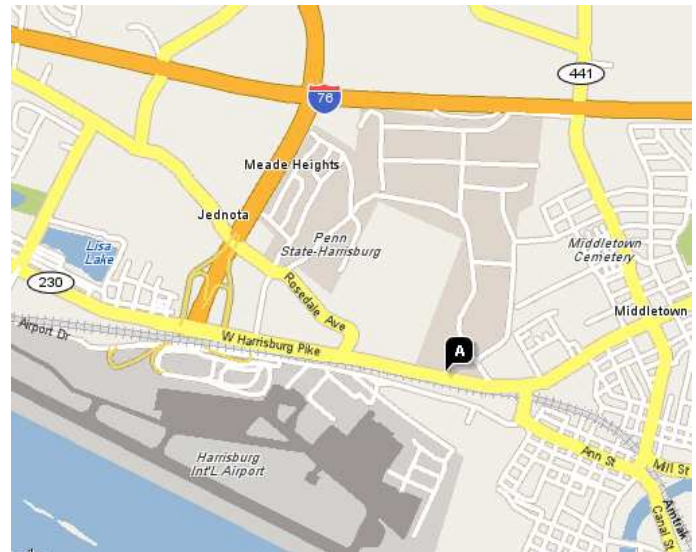 76
441
Meade Heights
Jednota
Penn
State-Harrisburg
Middletown
Cemetery
Lisa
Lake
230
Rosedale Ave
Middletown
Airport Dr
W Harrisburg Pike
A
Harrisburg
Int'L Airport
Ann St
Mill St
Amtrak
Canal St